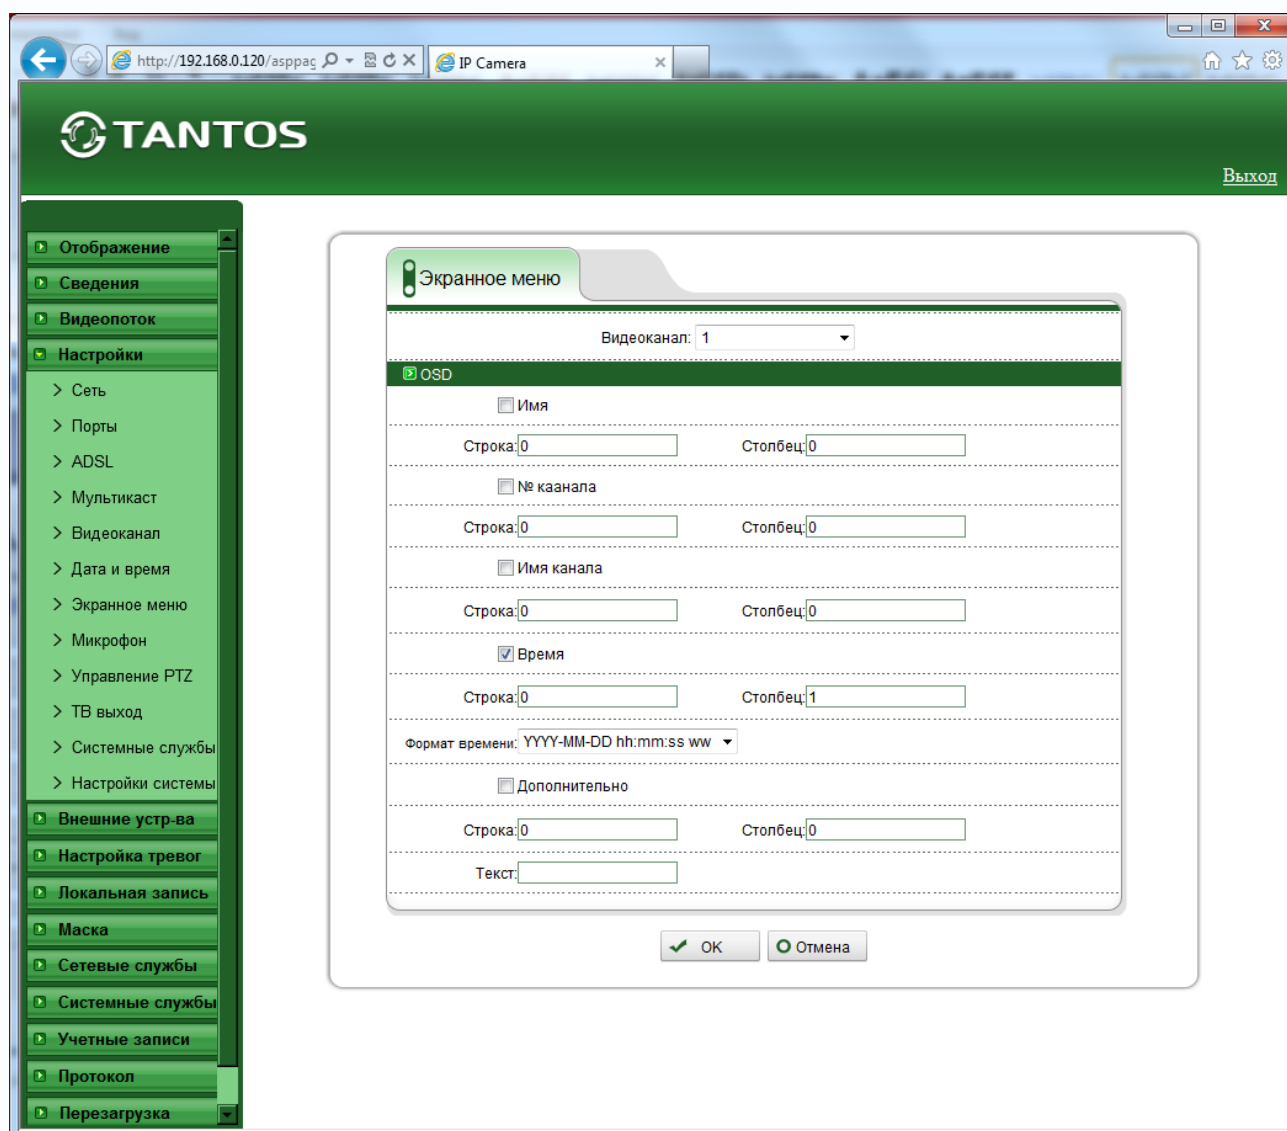 http://192.168.0.120/asppag
IP Camera
TANTOS
Выход
Отображение
Сведения
Видеопоток
Настройки
Сеть
Порты
ADSL
Мультикаст
Видеоканал
Дата и время
Экранное меню
Микрофон
Управление PTZ
ТВ выход
Системные службы
Настройки системы
Внешние устр-ва
Настройка тревог
Локальная запись
Маска
Сетевые службы
Системные службы
Учетные записи
Протокол
Перезагрузка
Экранное меню
Видеоканал: 1
OSD
Имя
Строка: 0 Столбец: 0
№ каанала
Строка: 0 Столбец: 0
Имя канала
Строка: 0 Столбец: 0
Время
Строка: 0 Столбец: 1
Формат времени: YYYY-MM-DD hh:mm:ss ww
Дополнительно
Строка: 0 Столбец: 0
Текст:
OK Отмена